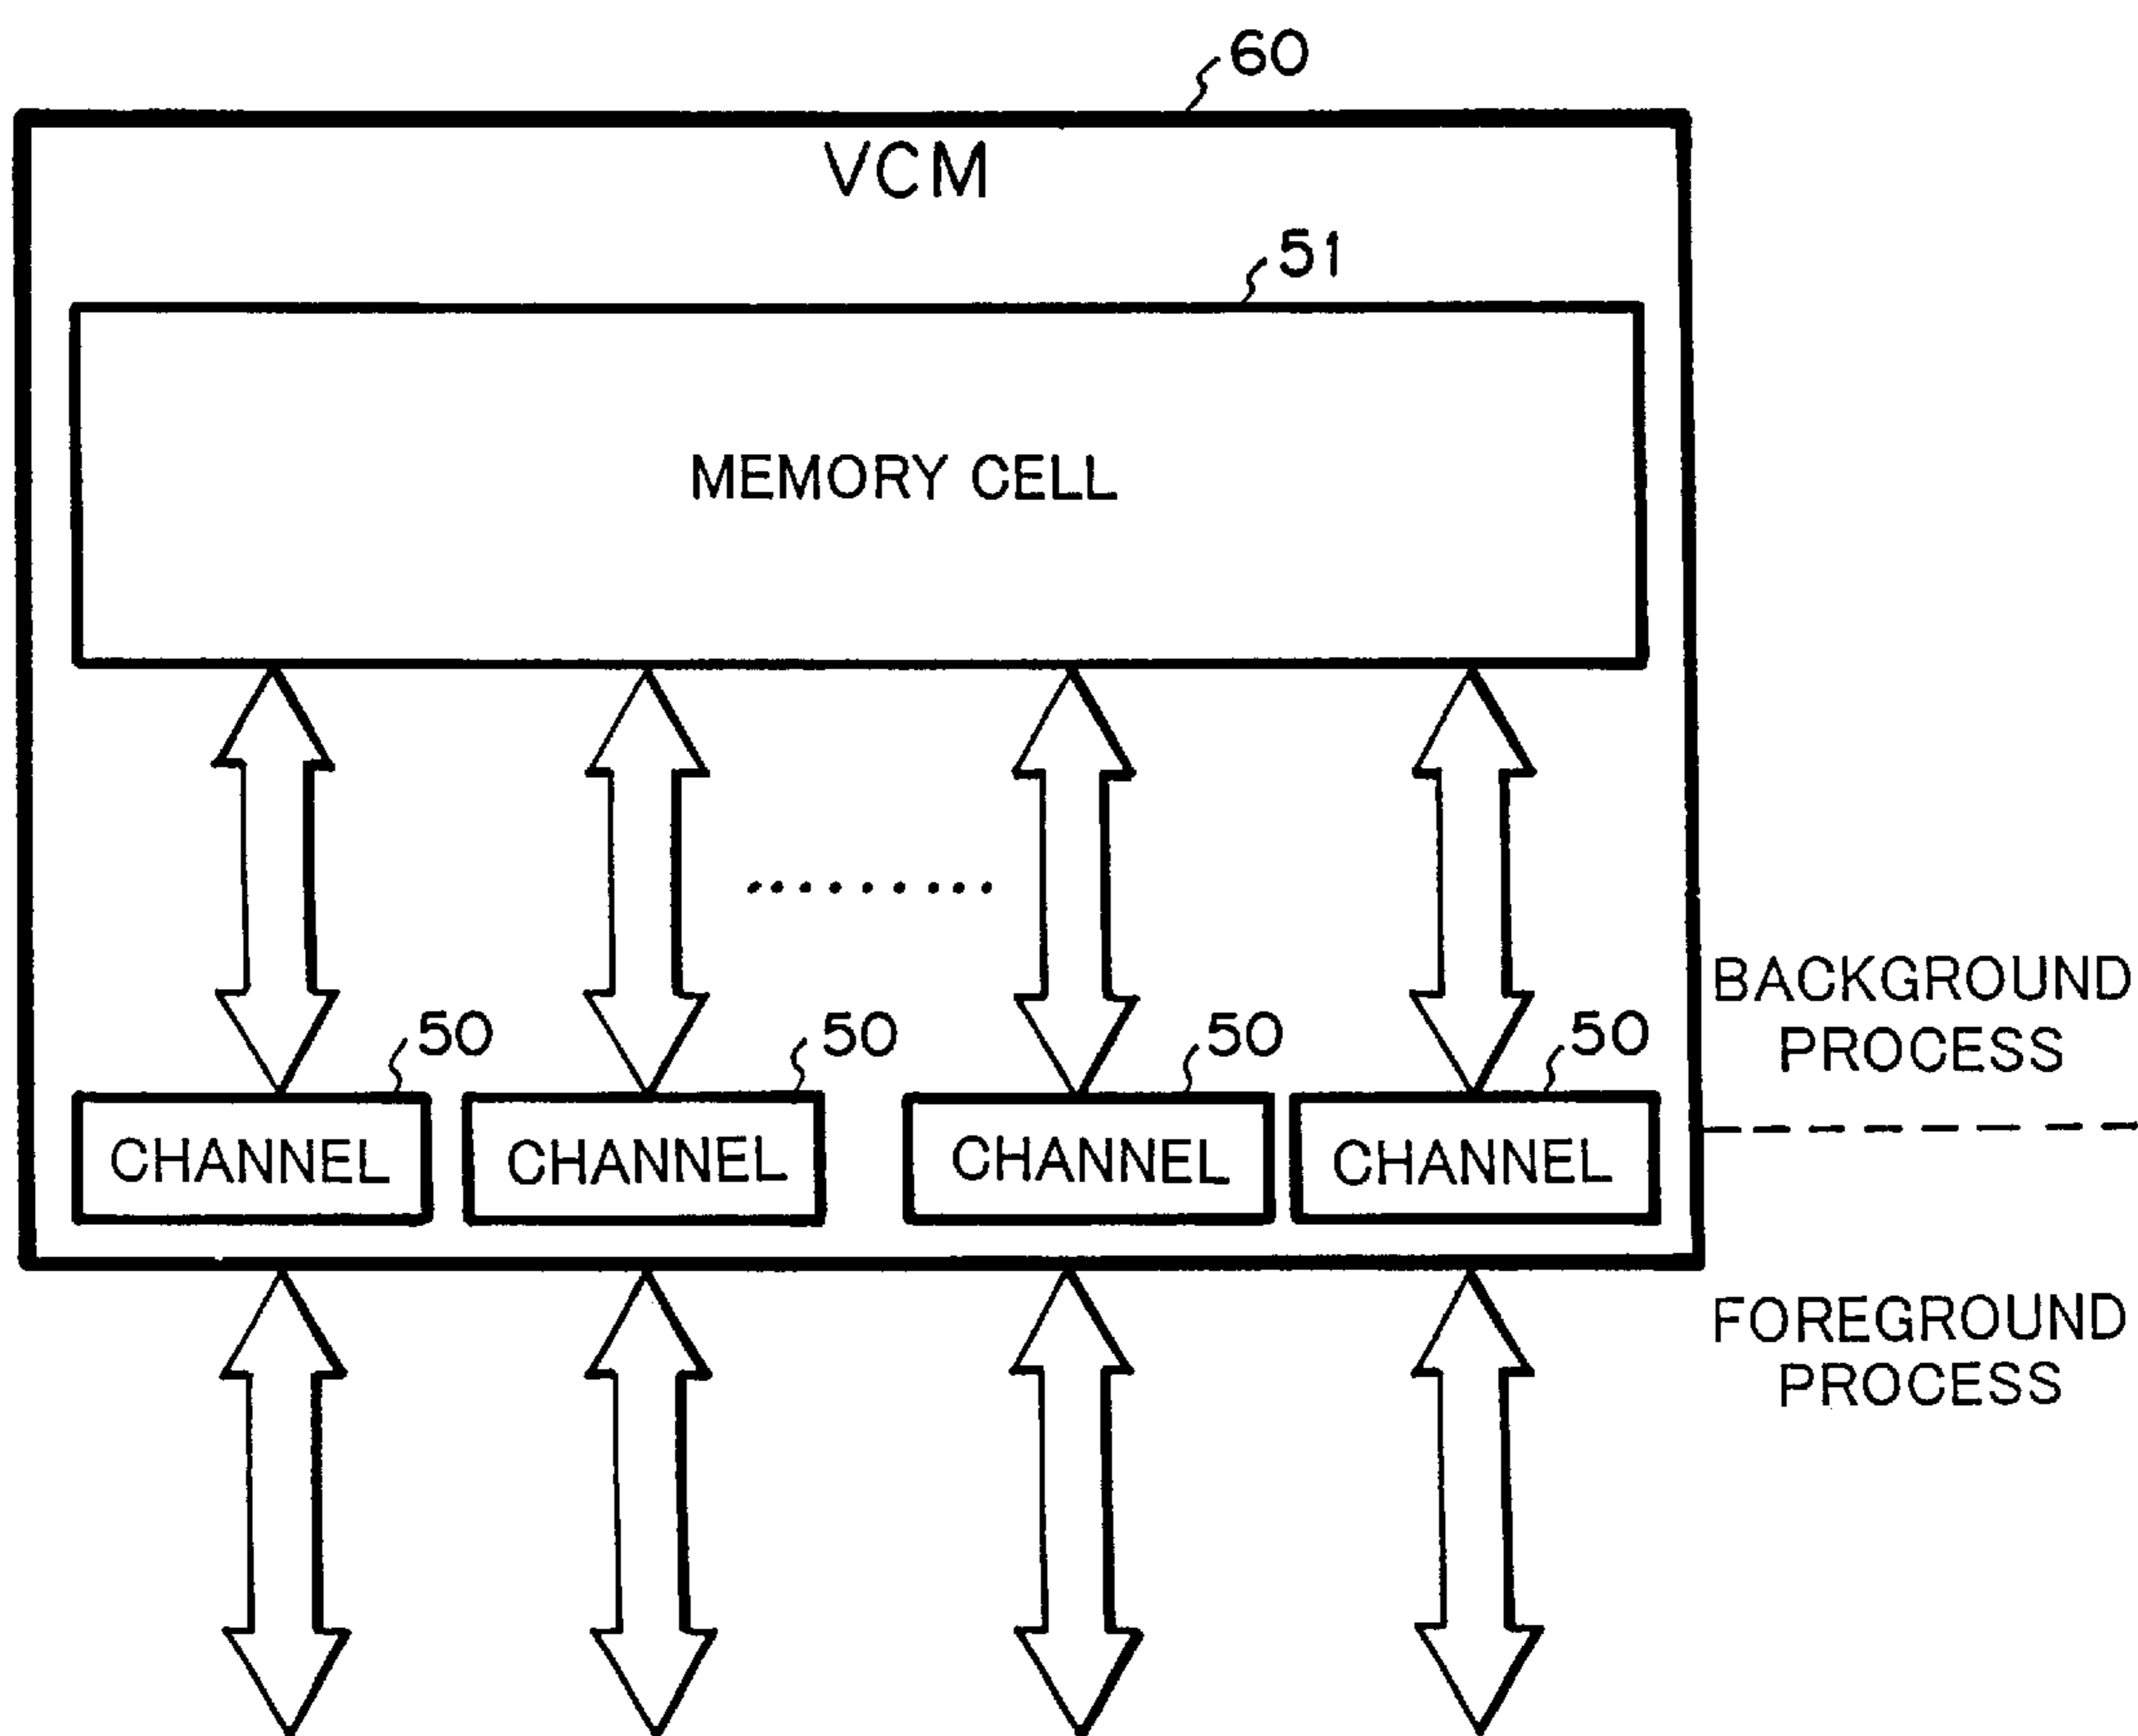 60
VCM
51
MEMORY CELL
BACKGROUND
PROCESS
50 50 50 50
CHANNEL CHANNEL CHANNEL CHANNEL
FOREGROUND
PROCESS